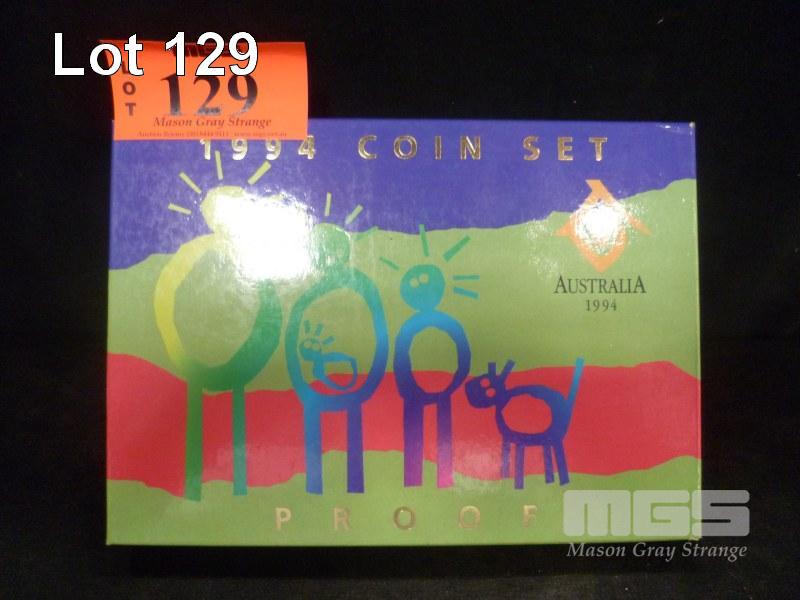 Lot 129
LOT
129
Mason Gray Strange
1994 COIN SET
AUSTRALIA
1994
PROOF
MGS
Mason Gray Strange